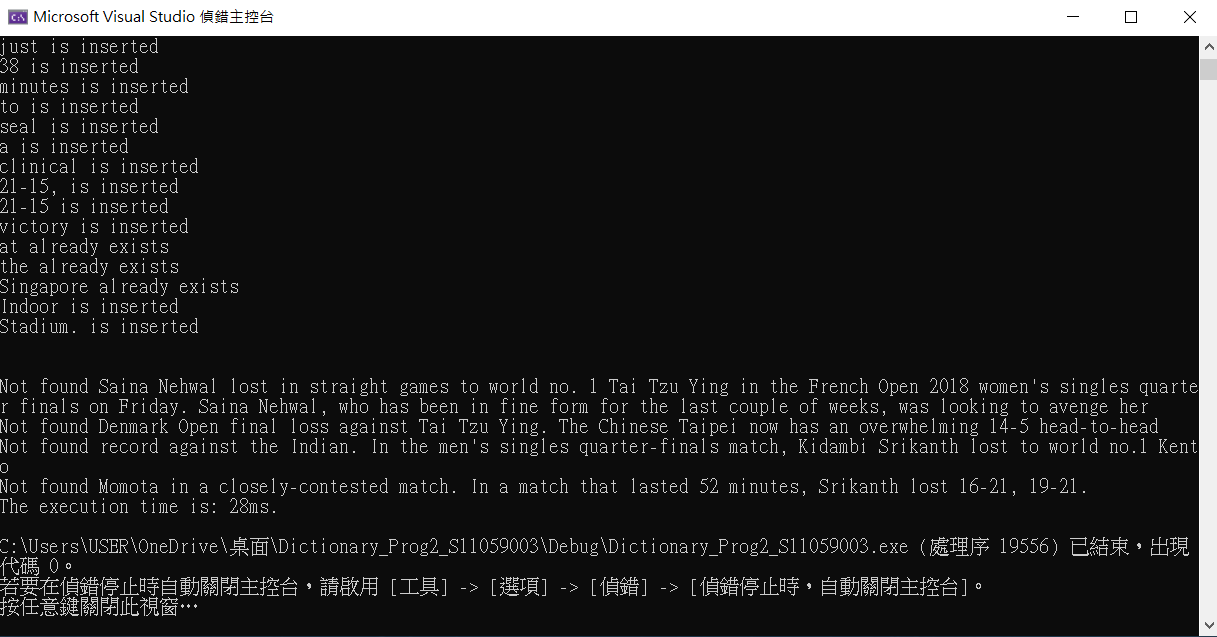 Microsoft Visual Studio 偵錯主控台
just is inserted
38 is inserted
minutes is inserted
to is inserted
seal is inserted
a is inserted
clinical is inserted
21-15, is inserted
21-15 is inserted
victory is inserted
at already exists
the already exists
Singapore already exists
Indoor is inserted
Stadium. is inserted
Not found Saina Nehwal lost in straight games to world no. 1 Tai Tzu Ying in the French Open 2018 women's singles quarte
r finals on Friday. Saina Nehwal, who has been in fine form for the last couple of weeks, was looking to avenge her
Not found Denmark Open final loss against Tai Tzu Ying. The Chinese Taipei now has an overwhelming 14-5 head-to-head
Not found record against the Indian. In the men's singles quarter-finals match, Kidambi Srikanth lost to world no.1 Kent
o
Not found Momota in a closely-contested match. In a match that lasted 52 minutes, Srikanth lost 16-21, 19-21.
The execution time is: 28ms.
C:\Users\USER\OneDrive\桌面\Dictionary_Prog2_S11059003\Debug\Dictionary_Prog2_S11059003.exe (處理序 19556) 已結束，出現
代碼 0。
若要在偵錯停止時自動關閉主控台，請啟用 [工具] -> [選項] -> [偵錯] -> [偵錯停止時，自動關閉主控台]。
按任意鍵關閉此視窗…